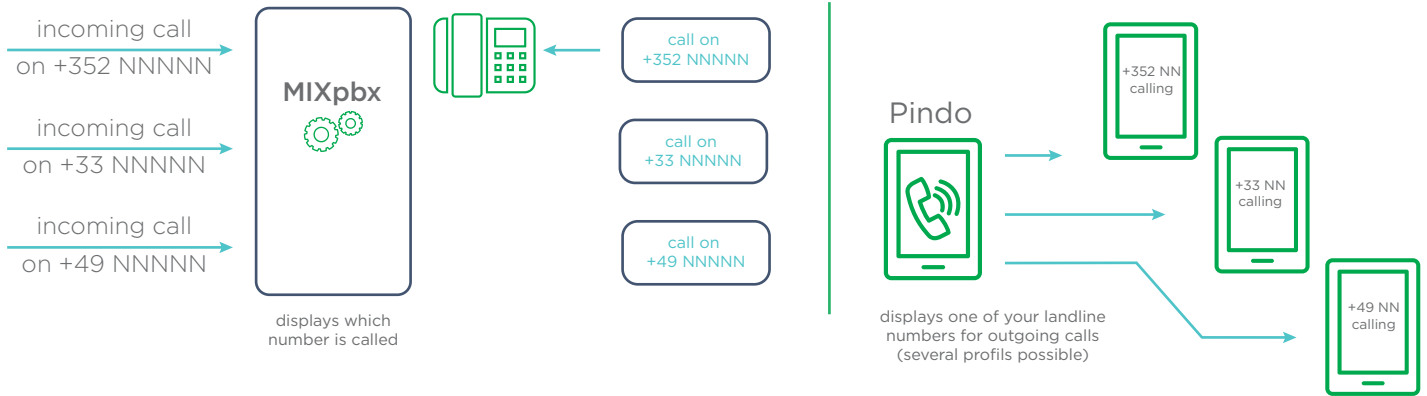 incoming call
on +352 NNNNN
incoming call
on +33 NNNNN
incoming call
on +49 NNNNN
MIXpbx
displays which
number is called
call on
+352 NNNNN
call on
+33 NNNNN
call on
+49 NNNNN
Pindo
displays one of your landline
numbers for outgoing calls
(several profils possible)
+352 NN
calling
+33 NN
calling
+49 NN
calling